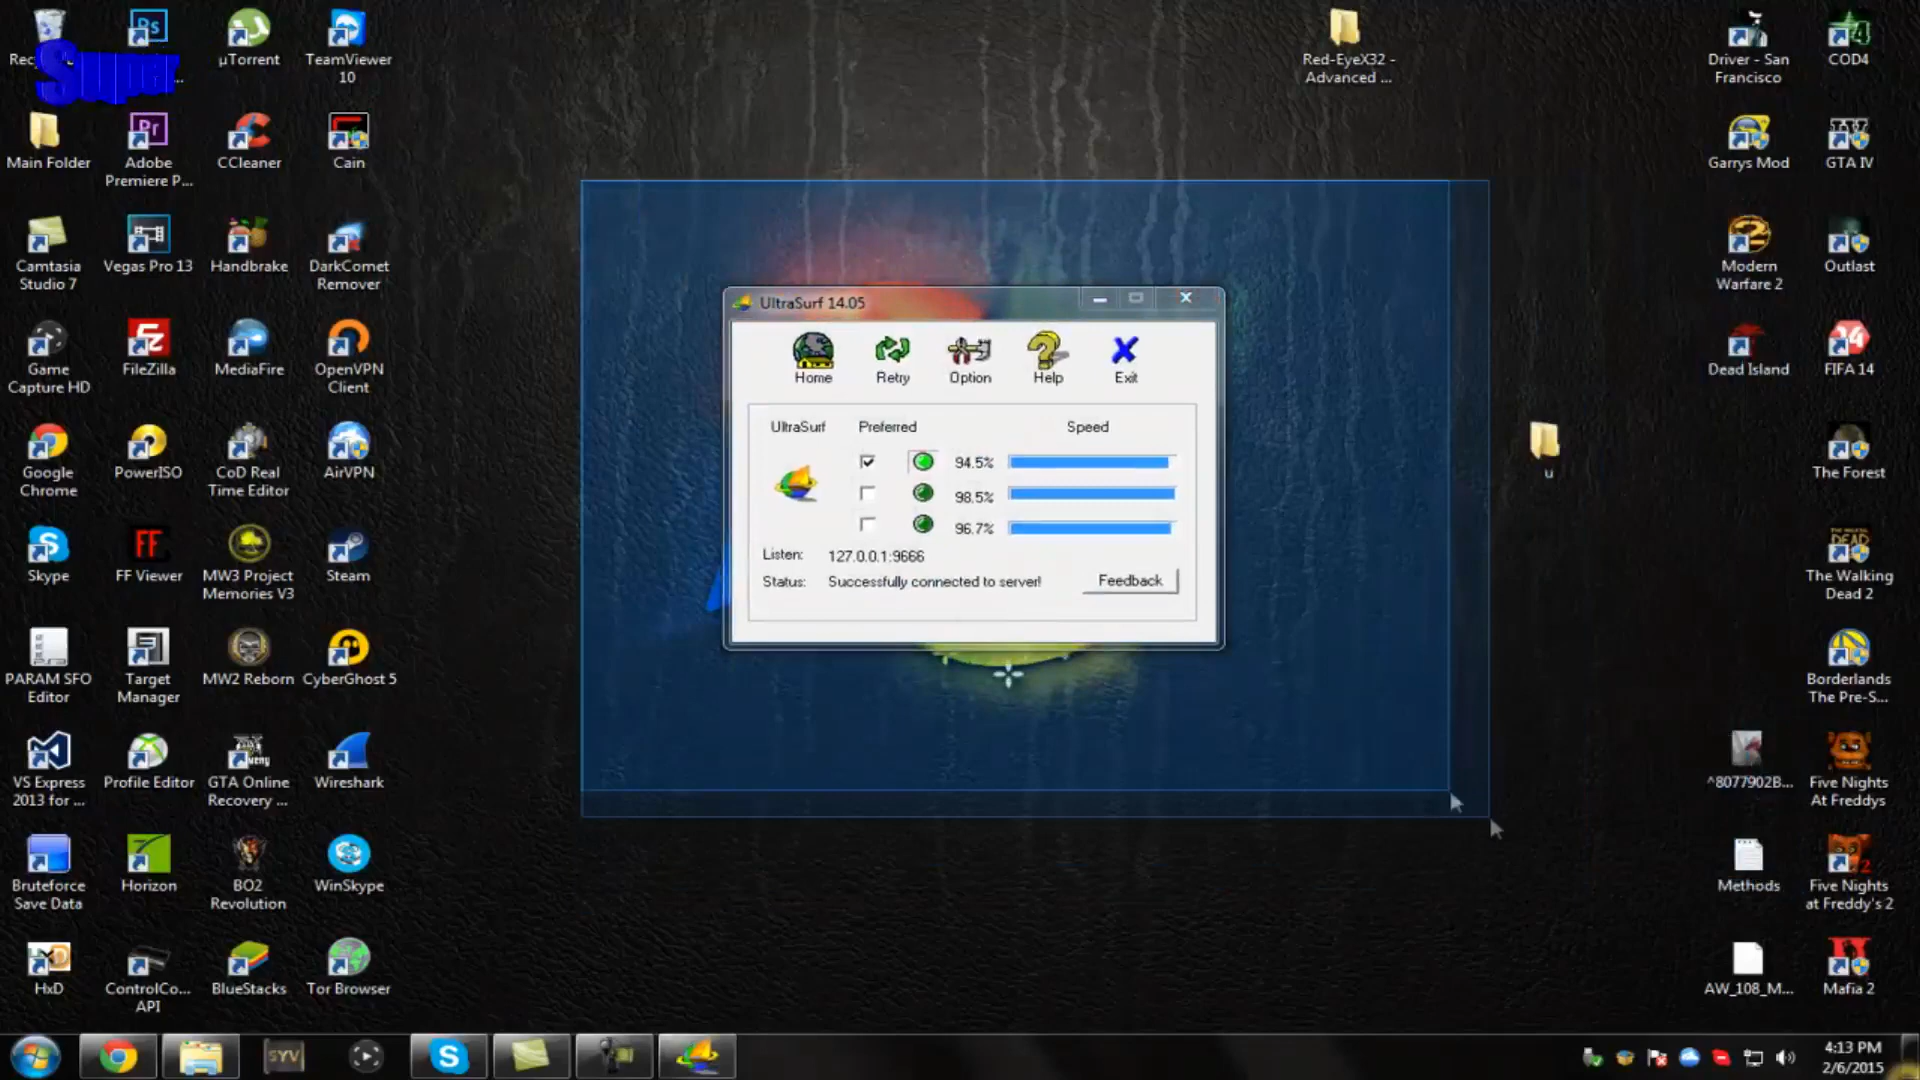 Super
Ps
µTorrent
TeamViewer
10
Main Folder
Pr
Adobe
Premiere P...
CCleaner
Cain
Camtasia
Studio 7
Vegas Pro 13
Handbrake
DarkComet
Remover
Game
Capture HD
FileZilla
MediaFire
OpenVPN
Client
Google
Chrome
PowerISO
CoD Real
Time Editor
AirVPN
Skype
FF
FF Viewer
MW3 Project
Memories V3
Steam
PARAM SFO
Editor
Target
Manager
MW2 Reborn
CyberGhost 5
VS Express
2013 for ...
Profile Editor
GTA Online
Recovery ...
Wireshark
Bruteforce
Save Data
Horizon
BO2
Revolution
WinSkype
HxD
ControlCo...
API
BlueStacks
Tor Browser
Red-EyeX32 -
Advanced ...
UltraSurf 14.05
Home
Retry
Option
Help
Exit
UltraSurf
Preferred
Speed
94.5%
98.5%
96.7%
Listen:
127.0.0.1:9666
Status:
Successfully connected to server!
Feedback
u
Driver - San
Francisco
COD4
Garrys Mod
GTA IV
Modern
Warfare 2
Outlast
Dead Island
FIFA 14
The Forest
The Walking
Dead 2
Borderlands
The Pre-S...
^8077902B...
Five Nights
At Freddys
Methods
Five Nights
at Freddy's 2
AW_108_M...
Mafia 2
SYV
4:13 PM
2/6/2015